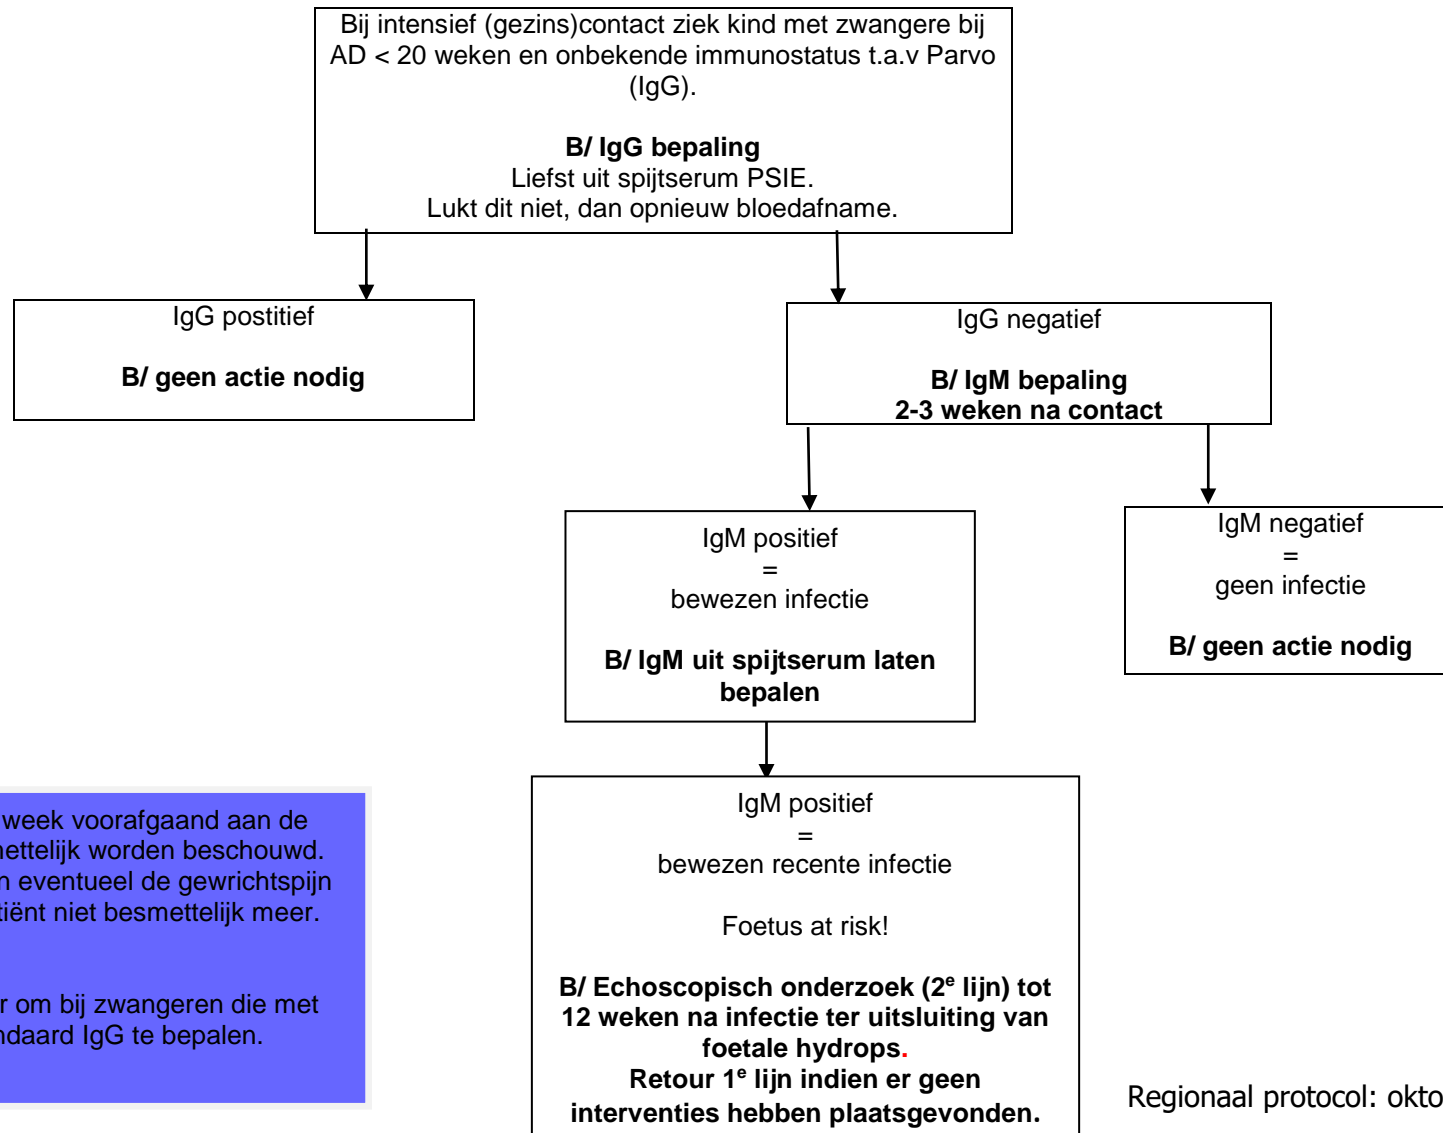 Bij intensief (gezins)contact ziek kind met zwangere bij
AD < 20 weken en onbekende immunostatus t.a.v Parvo
(IgG).
B/ IgG bepaling
Liefst uit spijtserum PSIE.
Lukt dit niet, dan opnieuw bloedafname.
IgG postitief
B/ geen actie nodig
IgG negatief
B/ IgM bepaling
2-3 weken na contact
IgM positief
=
bewezen infectie
B/ IgM uit spijtserum laten
bepalen
IgM negatief
=
geen infectie
B/ geen actie nodig
IgM positief
=
bewezen recente infectie
Foetus at risk!
B/ Echoscopisch onderzoek (2e lijn) tot
12 weken na infectie ter uitsluiting van
foetale hydrops.
Retour 1e lijn indien er geen
interventies hebben plaatsgevonden.
week voorafgaand aan de
mettelijk worden beschouwd.
n eventueel de gewrichtspijn
tiënt niet besmettelijk meer.
r om bij zwangeren die met
ndaard IgG te bepalen.
Regionaal protocol: okto